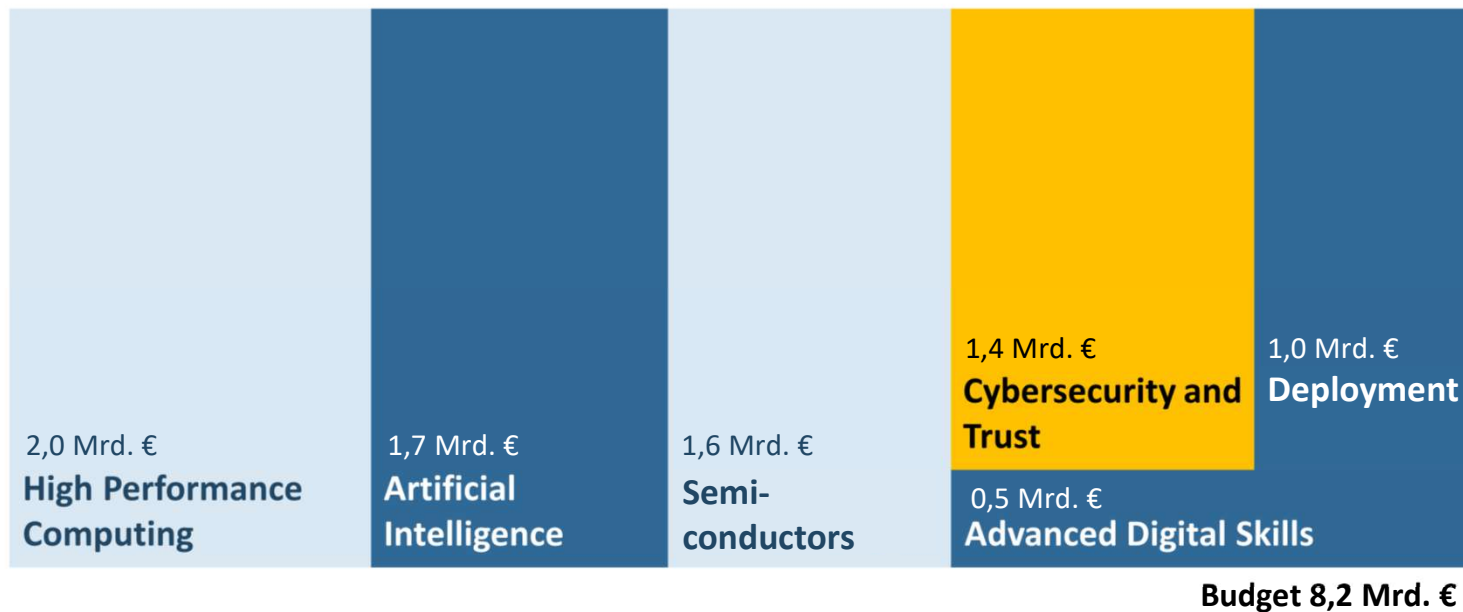 2,0 Mrd. €
High Performance
Computing
1,7 Mrd. €
Artificial
Intelligence
1,6 Mrd. €
Semi-
conductors
1,4 Mrd. €
Cybersecurity and
Trust
1,0 Mrd. €
Deployment
0,5 Mrd. €
Advanced Digital Skills
Budget 8,2 Mrd. €